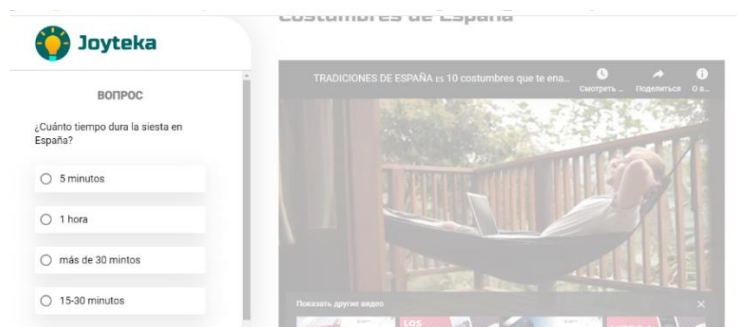 Costumbres de España
Joyteka
ВОПРОС
¿Cuánto tiempo dura la siesta en
España?
5 minutos
1 hora
más de 30 mintos
15-30 minutos
TRADICIONES DE ESPAÑA ES 10 costumbres que te ena...
Смотреть ...
Поделиться
О в...
Показать другие видео
LOS